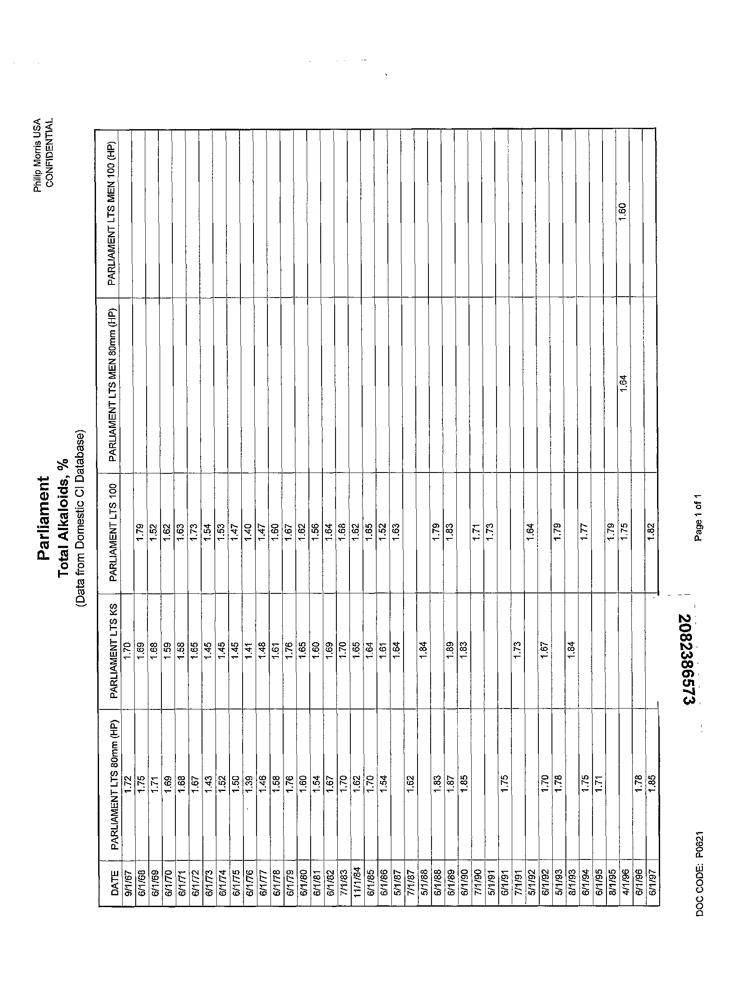 Philip Morris USA
CONFIDENTIAL
Parliament
Total Alkaloids, %
(Data from Domestic CI Database)
DATE PARLIAMENT LTS 80mm (HP) PARLIAMENT LTS KS PARLIAMENT LTS 100 PARLIAMENT LTS MEN 80mm (HP) PARLIAMENT LTS MEN 100 (HP)
9/1/67 1.72 1.70
6/1/68 1.75 1.69 1.79
6/1/69 1.71 1.68 1.52
6/1/70 1.69 1.59 1.62
6/1/71 1.68 1.58 1.63
6/1/72 1.67 1.65 1.73
6/1/73 1.43 1.45 1.54
6/1/74 1.52 1.45 1.53
6/1/75 1.50 1.45 1.47
6/1/76 1.39 1.41 1.40
6/1/77 1.46 1.48 1.47
6/1/78 1.58 1.61 1.60
6/1/79 1.76 1.76 1.67
6/1/80 1.60 1.65 1.62
6/1/81 1.54 1.60 1.56
6/1/82 1.67 1.69 1.64
7/1/83 1.70 1.70 1.68
11/1/84 1.62 1.65 1.62
6/1/85 1.70 1.64 1.65
6/1/86 1.54 1.61 1.52
5/1/87 1.64 1.63
7/1/87 1.62
5/1/88 1.84
6/1/88 1.83 1.79
6/1/89 1.87 1.89 1.83
6/1/90 1.85 1.83
7/1/90 1.71
5/1/91 1.73
6/1/91 1.75
7/1/91 1.73
5/1/92 1.64
6/1/92 1.70 1.67
5/1/93 1.78 1.79
8/1/93 1.84
6/1/94 1.75 1.77
6/1/95 1.71
8/1/95 1.79
4/1/96 1.75 1.64 1.60
6/1/96 1.78
6/1/97 1.85 1.82
2082386573
DOC CODE: P0621
Page 1 of 1